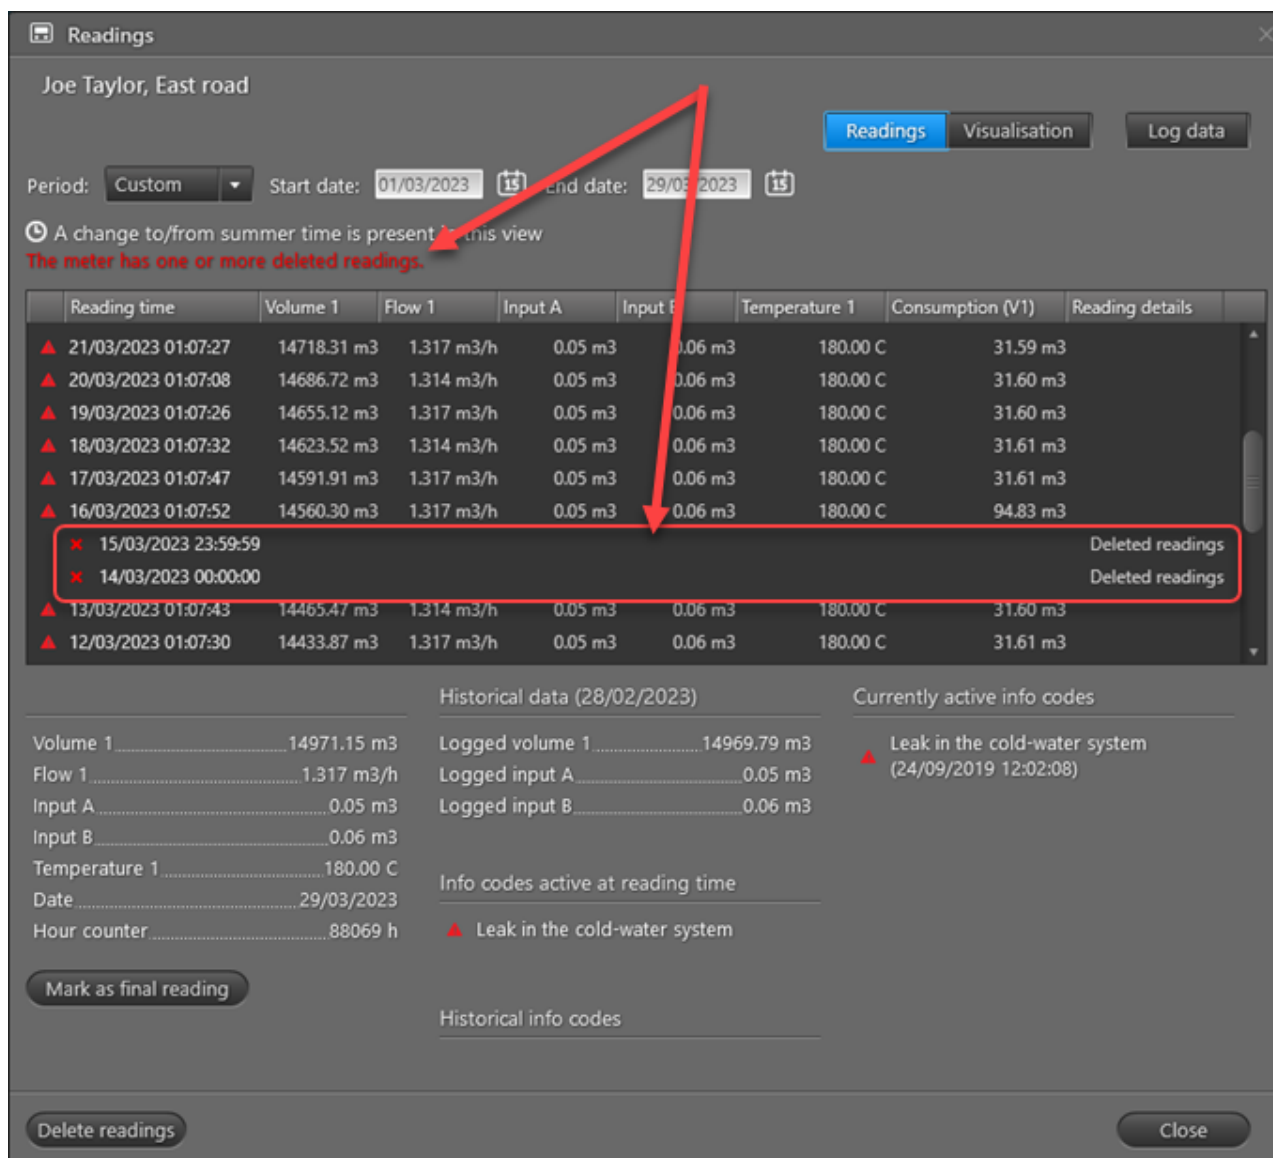 Readings
Joe Taylor, East road
Readings Visualisation Log data
Period: Custom Start date: 01/03/2023 15 End date: 29/03/2023 15
A change to/from summer time is present in this view
The meter has one or more deleted readings.
Reading time Volume 1 Flow 1 Input A Input B Temperature 1 Consumption (V1) Reading details
21/03/2023 01:07:27 14718.31 m3 1.317 m3/h 0.05 m3 0.06 m3 180.00 C 31.59 m3
20/03/2023 01:07:08 14686.72 m3 1.314 m3/h 0.05 m3 0.06 m3 180.00 C 31.60 m3
19/03/2023 01:07:26 14655.12 m3 1.317 m3/h 0.05 m3 0.06 m3 180.00 C 31.60 m3
18/03/2023 01:07:32 14623.52 m3 1.314 m3/h 0.05 m3 0.06 m3 180.00 C 31.61 m3
17/03/2023 01:07:47 14591.91 m3 1.317 m3/h 0.05 m3 0.06 m3 180.00 C 31.61 m3
16/03/2023 01:07:52 14560.30 m3 1.317 m3/h 0.05 m3 0.06 m3 180.00 C 94.83 m3
15/03/2023 23:59:59 Deleted readings
14/03/2023 00:00:00 Deleted readings
13/03/2023 01:07:43 14465.47 m3 1.314 m3/h 0.05 m3 0.06 m3 180.00 C 31.60 m3
12/03/2023 01:07:30 14433.87 m3 1.317 m3/h 0.05 m3 0.06 m3 180.00 C 31.61 m3
Volume 1 14971.15 m3
Flow 1 1.317 m3/h
Input A 0.05 m3
Input B 0.06 m3
Temperature 1 180.00 C
Date 29/03/2023
Hour counter 88069 h
Mark as final reading
Historical data (28/02/2023)
Logged volume 1 14969.79 m3
Logged input A 0.05 m3
Logged input B 0.06 m3
Info codes active at reading time
Leak in the cold-water system
Historical info codes
Currently active info codes
Leak in the cold-water system
(24/09/2019 12:02:08)
Delete readings Close